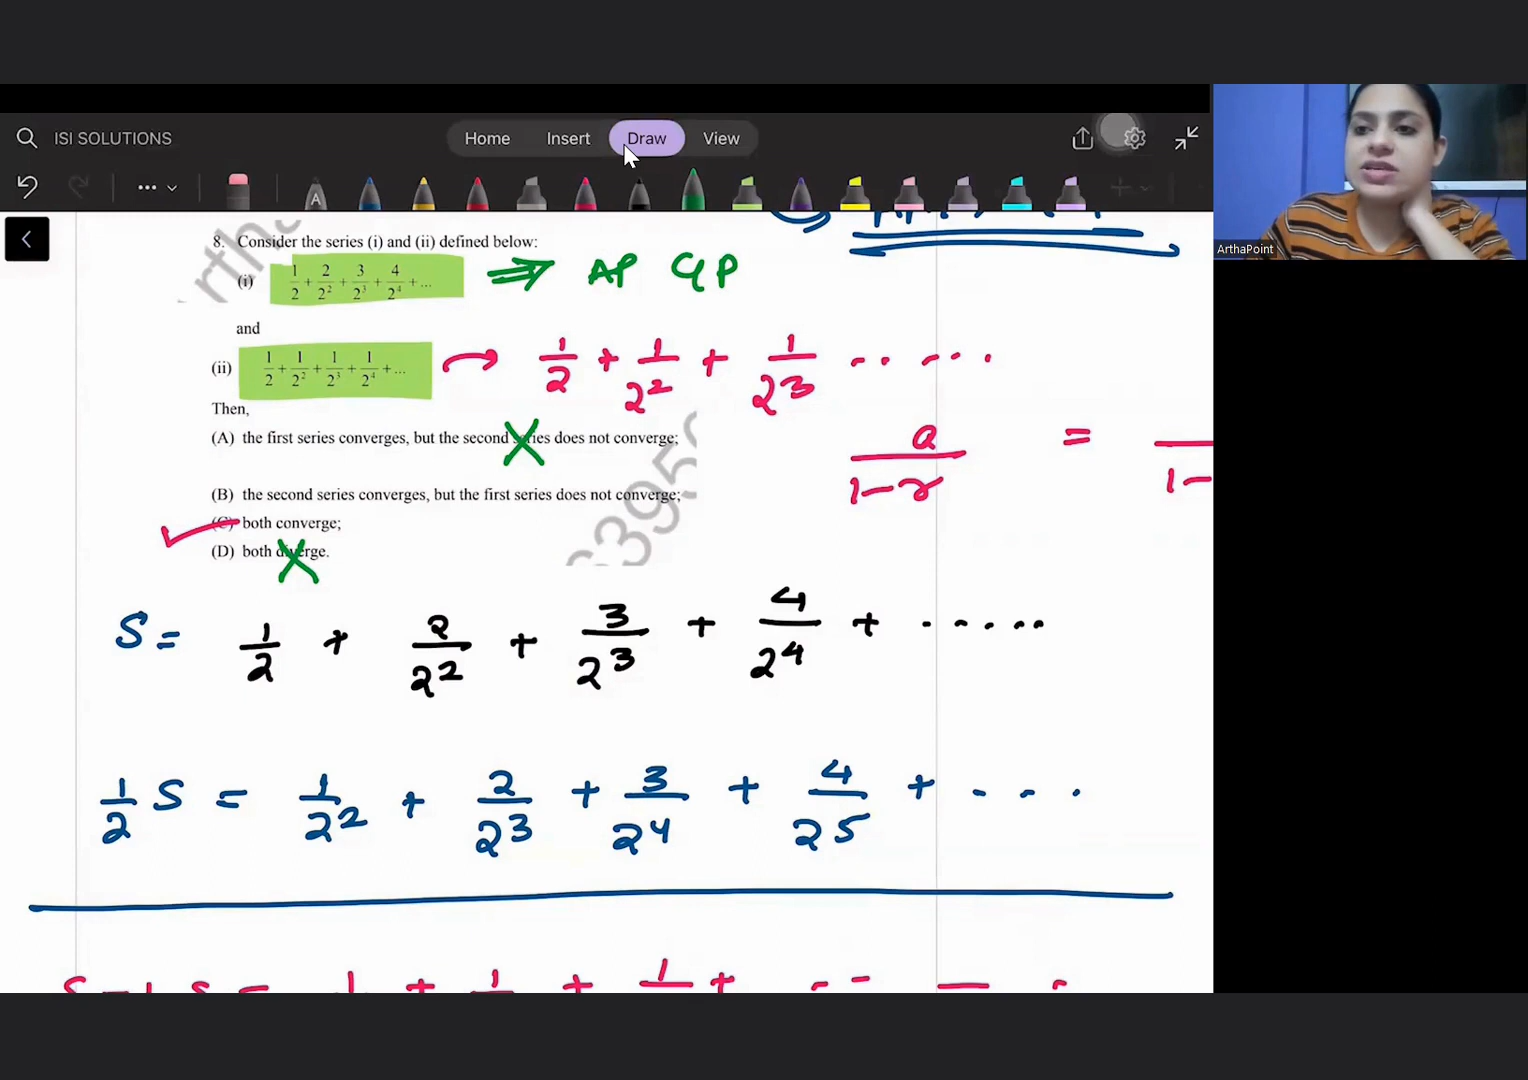 ISI SOLUTIONS
Home Insert Draw View
ArthaPoint
8. Consider the series (i) and (ii) defined below:
(i) 1/2 + 2/2² + 3/2³ + 4/2⁴ + ... ⇒ AP GP
and
(ii) 1/2 + 1/2² + 1/2³ + 1/2⁴ + ... → 1/2 + 1/2² + 1/2³ .. ...
Then,
(A) the first series converges, but the second series does not converge;
a/(1-r) =
(B) the second series converges, but the first series does not converge;
(C) both converge;
(D) both diverge.
S = 1/2 + 2/2² + 3/2³ + 4/2⁴ + .....
1/2 S = 1/2² + 2/2³ + 3/2⁴ + 4/2⁵ + ...